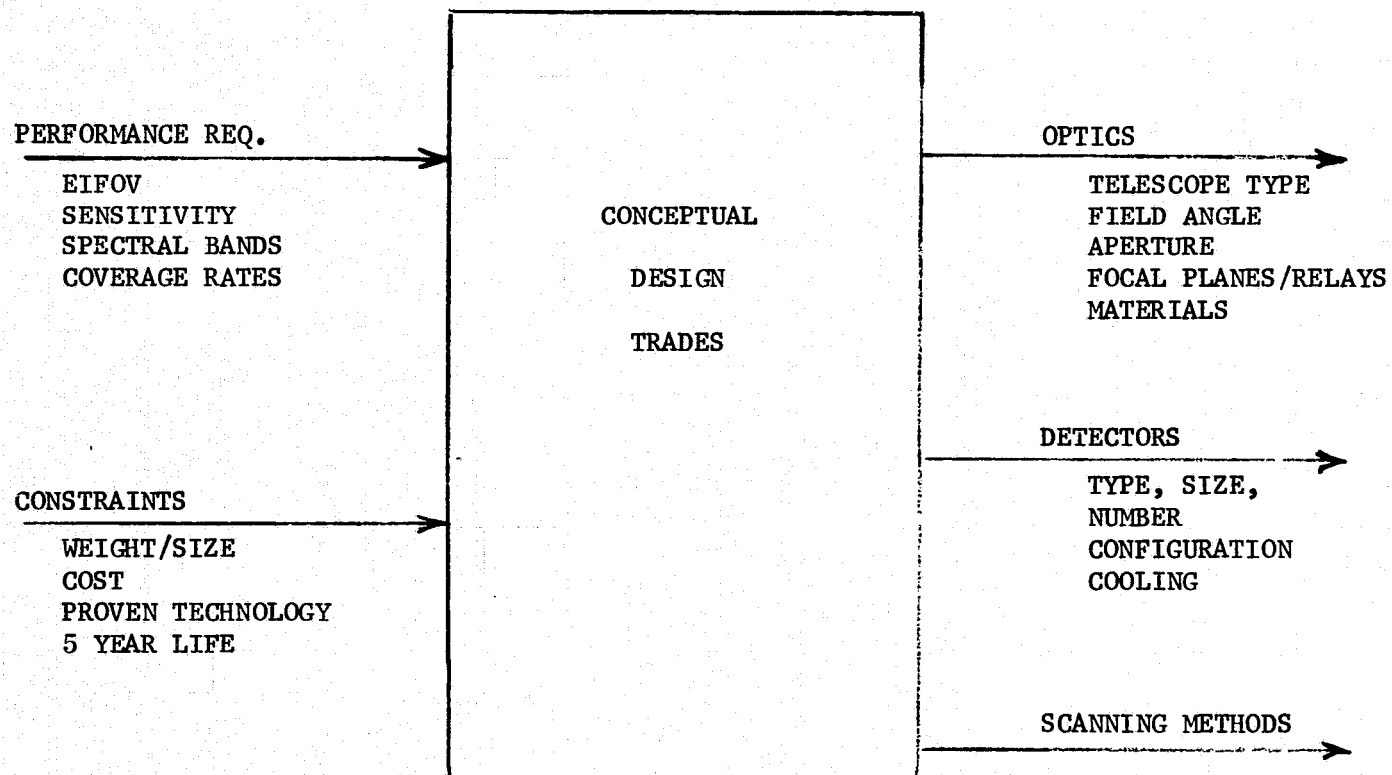 PERFORMANCE REQ.
EIFOV
SENSITIVITY
SPECTRAL BANDS
COVERAGE RATES
CONSTRAINTS
WEIGHT/SIZE
COST
PROVEN TECHNOLOGY
5 YEAR LIFE
CONCEPTUAL
DESIGN
TRADES
OPTICS
TELESCOPE TYPE
FIELD ANGLE
APERTURE
FOCAL PLANES/RELAYS
MATERIALS
DETECTORS
TYPE, SIZE,
NUMBER
CONFIGURATION
COOLING
SCANNING METHODS